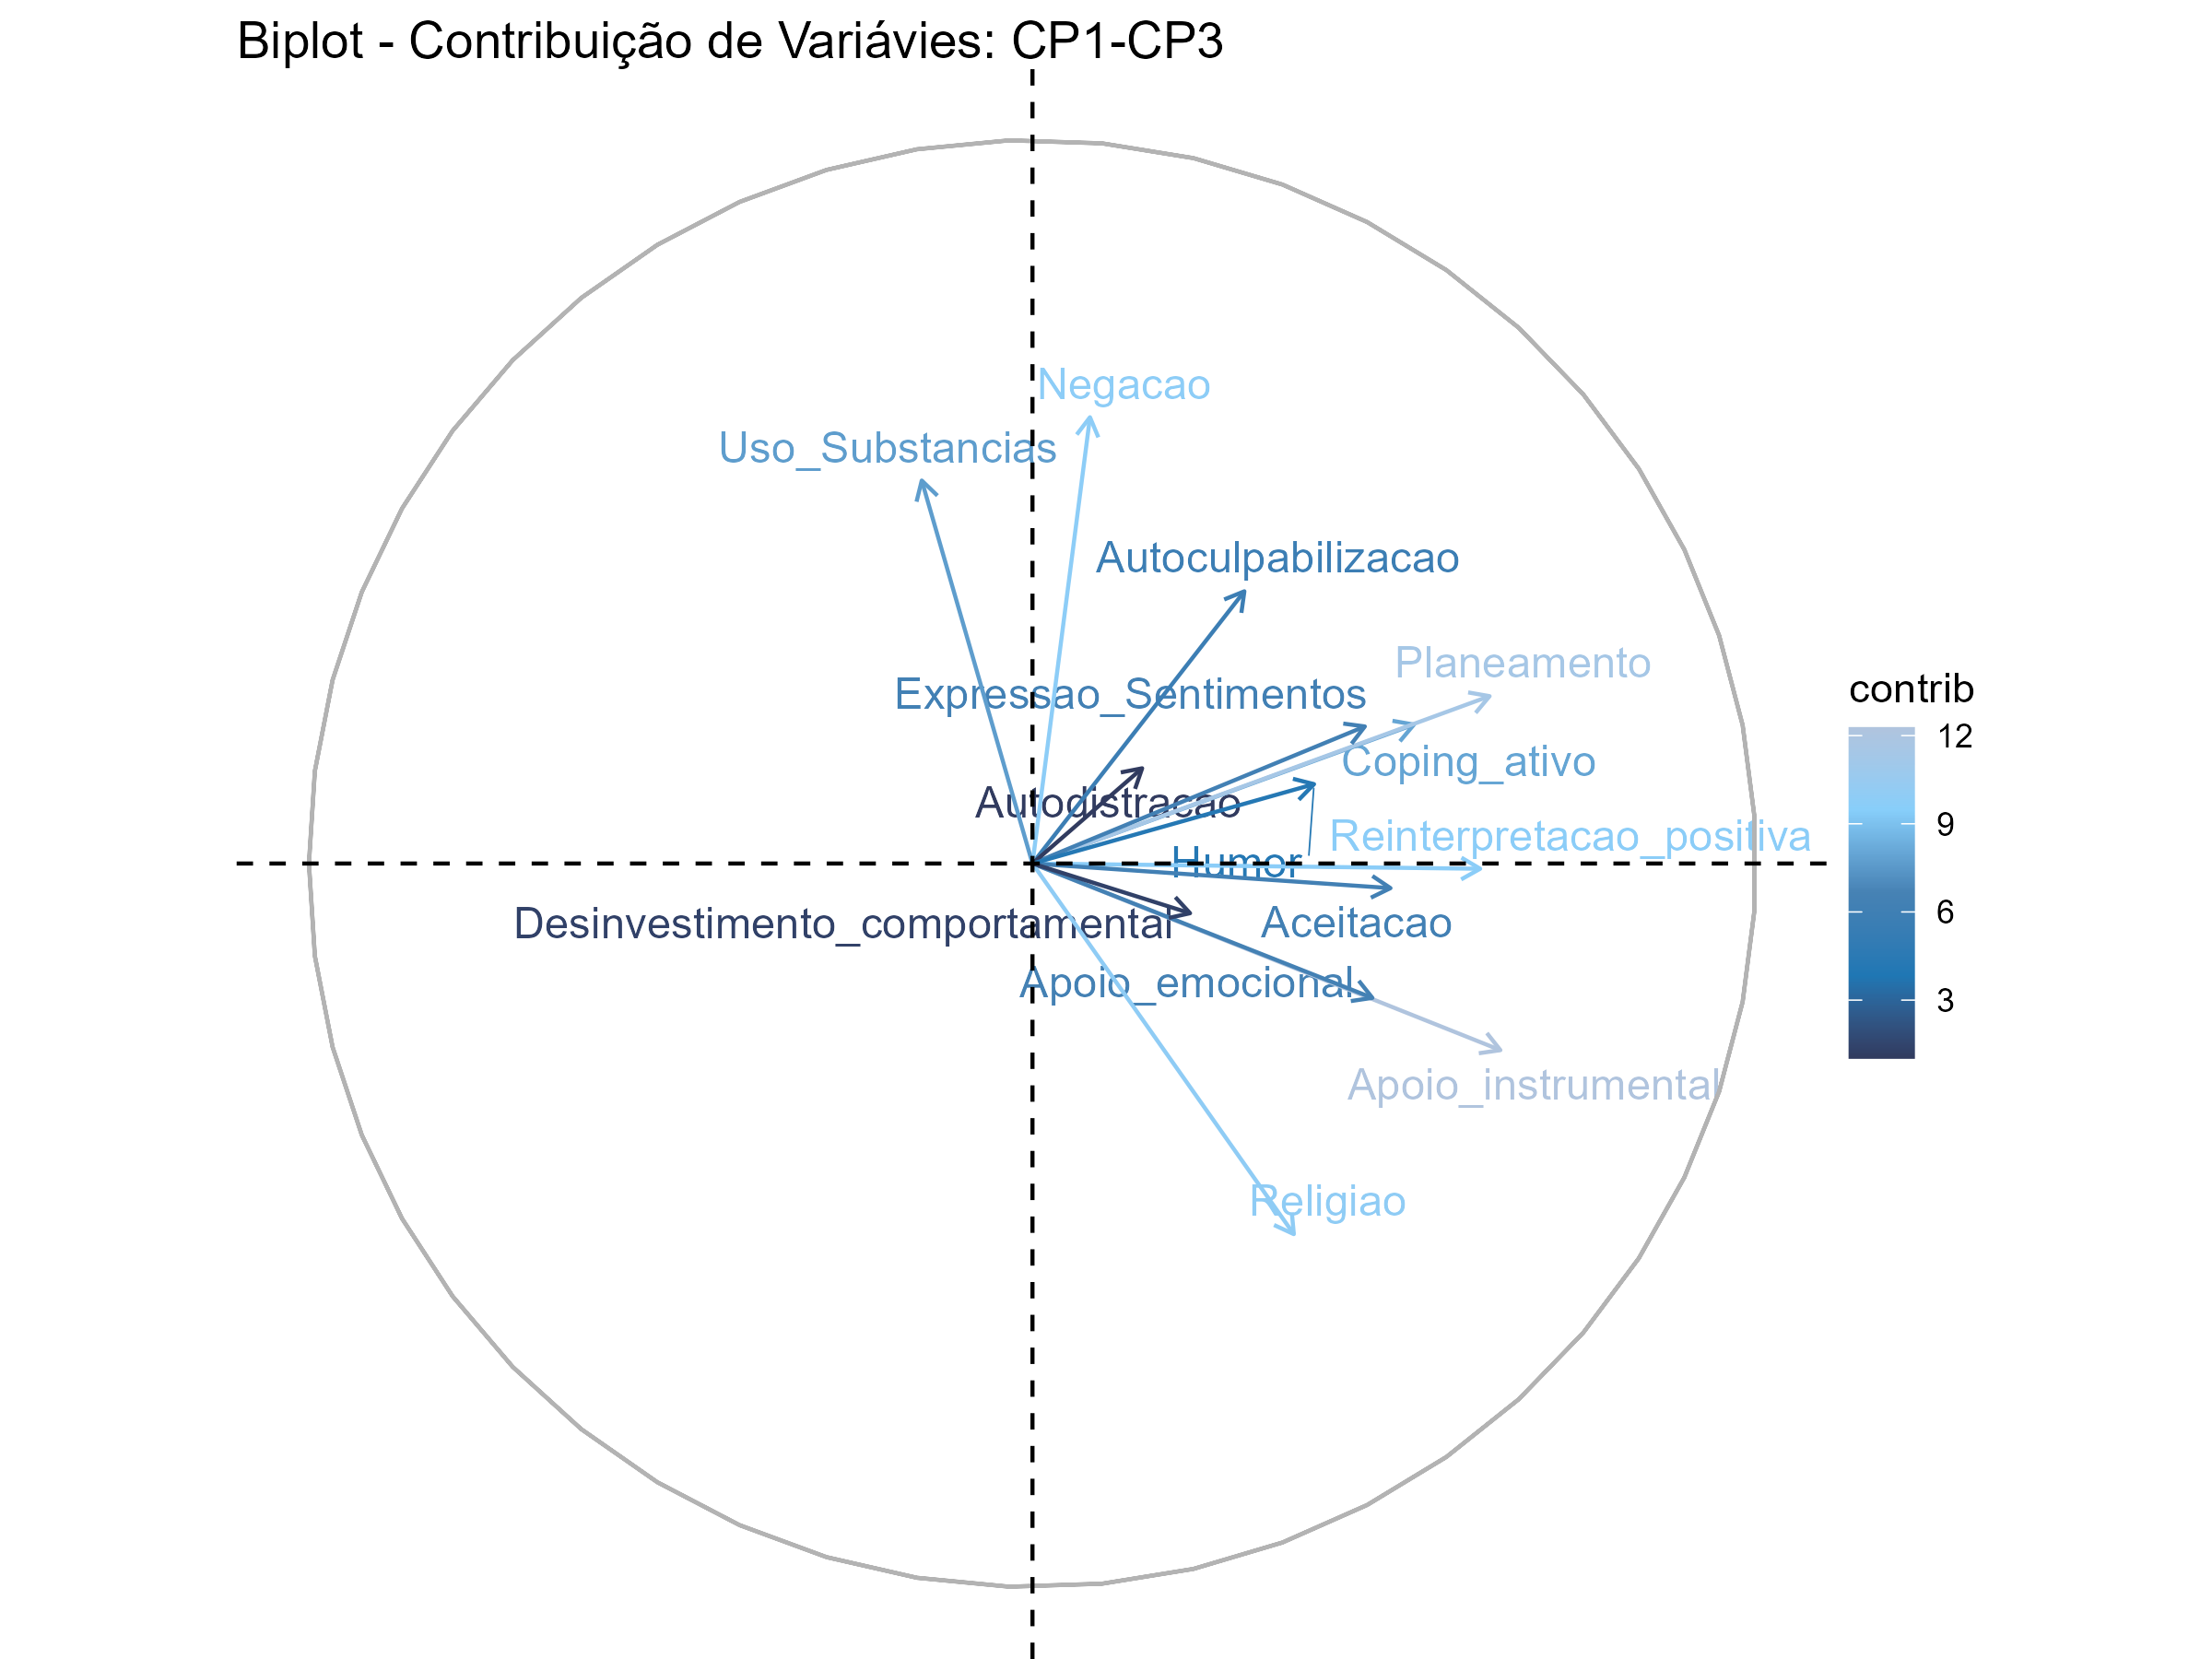 Biplot - Contribuição de Variávies: CP1-CP3
Negacao
Uso_Substancias
Autoculpabilizacao
Planeamento
Expressao_Sentimentos
Coping_ativo
Autodistracao
Reinterpretacao_positiva
Humor
Desinvestimento_comportamental
Aceitacao
Apoio_emocional
Apoio_instrumental
Religiao
contrib
12
9
6
3